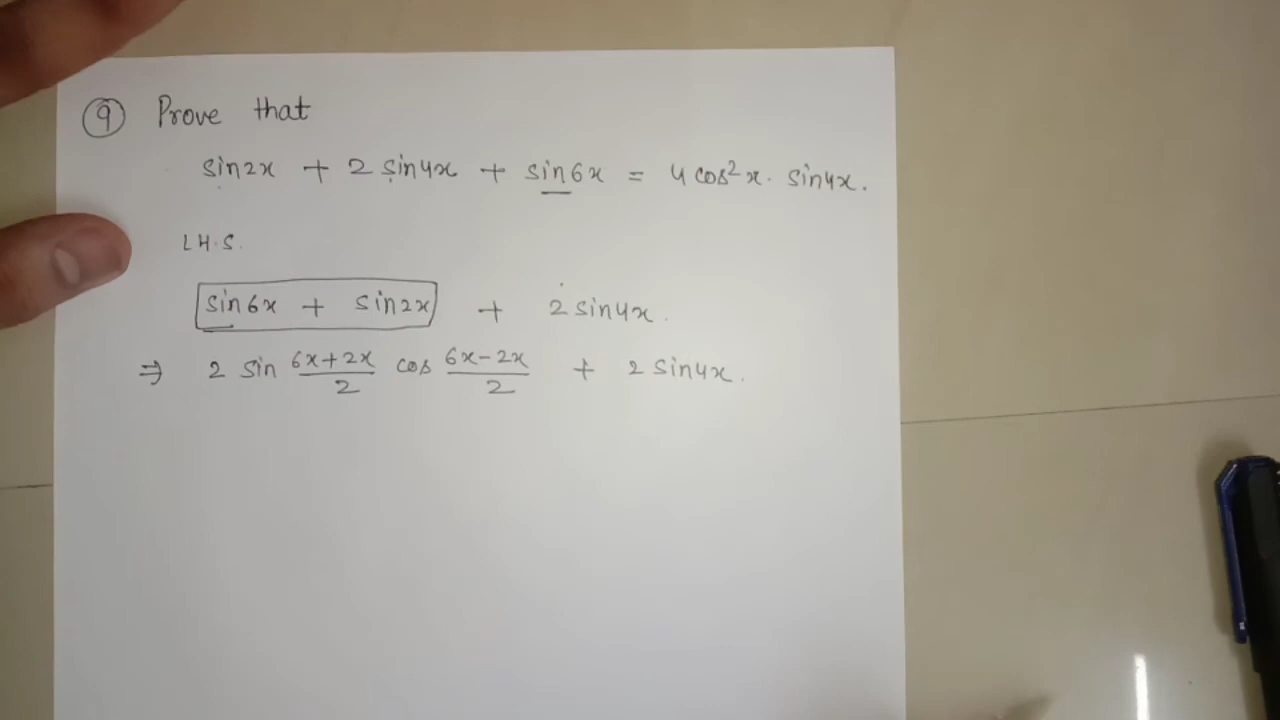 ⑨ Prove that
sin2x + 2 sin4x + sin6x = 4 cos²x. sin4x.
L.H.S.
sin6x + sin2x + 2 sin4x.
⇒ 2 sin (6x+2x)/2 cos (6x-2x)/2 + 2 sin4x.